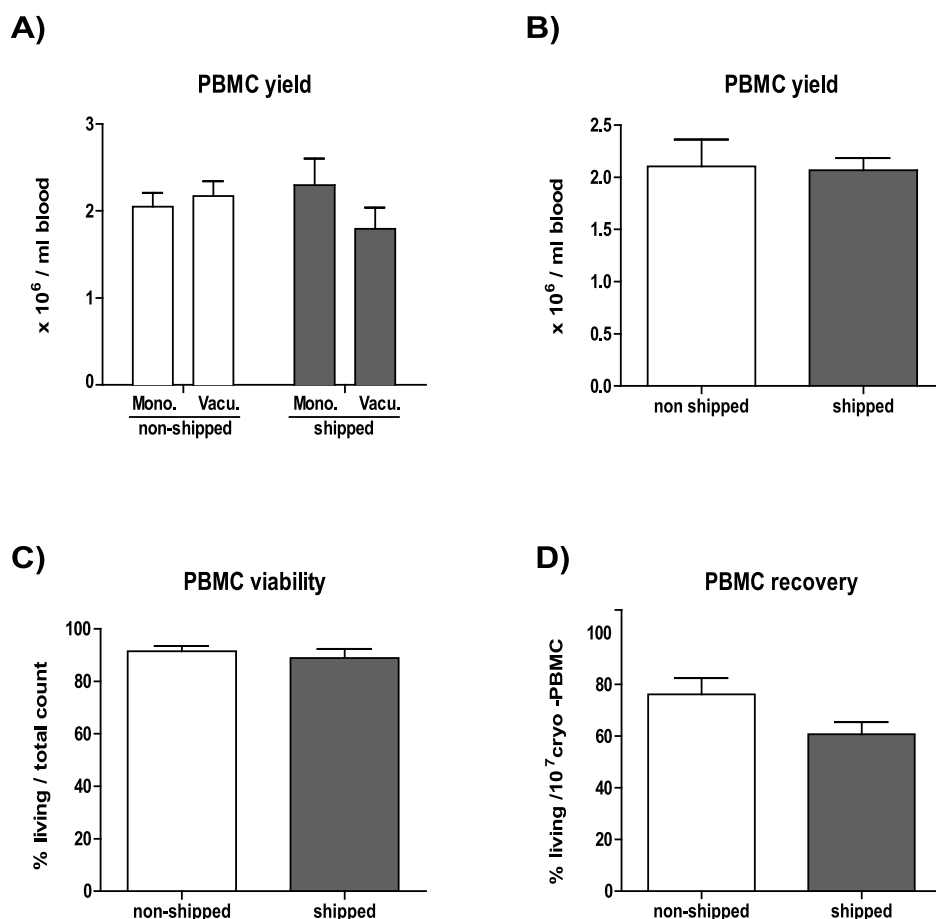 A)
PBMC yield
x 10⁶ / ml blood
3
2
1
0
Mono. Vacu. Mono. Vacu.
non-shipped shipped
B)
PBMC yield
x 10⁶ / ml blood
2.5
2.0
1.5
1.0
0.5
0.0
non shipped shipped
C)
PBMC viability
% living / total count
100
80
60
40
20
0
non-shipped shipped
D)
PBMC recovery
% living /10⁷cryo -PBMC
100
80
60
40
20
0
non-shipped shipped